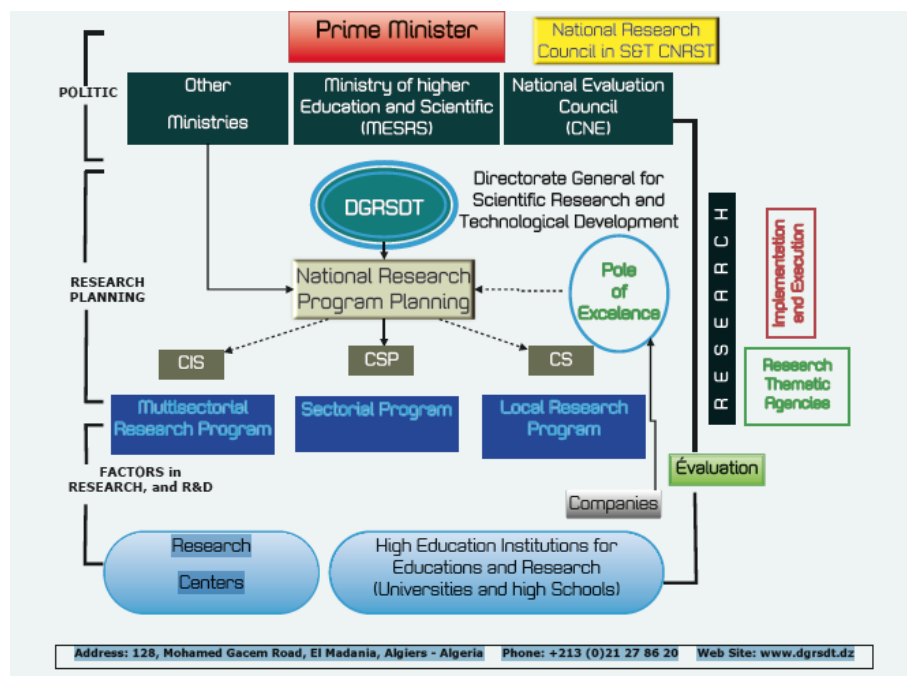 Prime Minister
National Research
Council in S&T CNRST
POLITIC
Other
Ministries
Ministry of higher
Education and Scientific
(MESRS)
National Evaluation
Council
(CNE)
DGRSDT
Directorate General for
Scientific Research and
Technological Development
RESEARCH
PLANNING
National Research
Program Planning
Pole
of
Excelence
CIS
CSP
CS
Multisectorial
Research Program
Sectorial Program
Local Research
Program
RESEARCH
Implementation
and Execution
Research
Thematic
Agencies
FACTORS in
RESEARCH, and R&D
Évaluation
Companies
Research
Centers
High Education Institutions for
Educations and Research
(Universities and high Schools)
Address: 128, Mohamed Gacem Road, El Madania, Algiers - Algeria Phone: +213 (0)21 27 86 20 Web Site: www.dgrsdt.dz